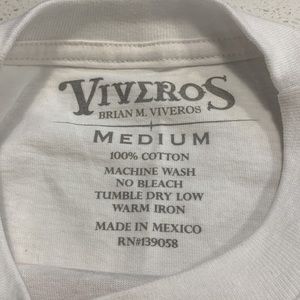 VIVEROS
BRIAN M. VIVEROS
MEDIUM
100% COTTON
MACHINE WASH
NO BLEACH
TUMBLE DRY LOW
WARM IRON
MADE IN MEXICO
RN#139058